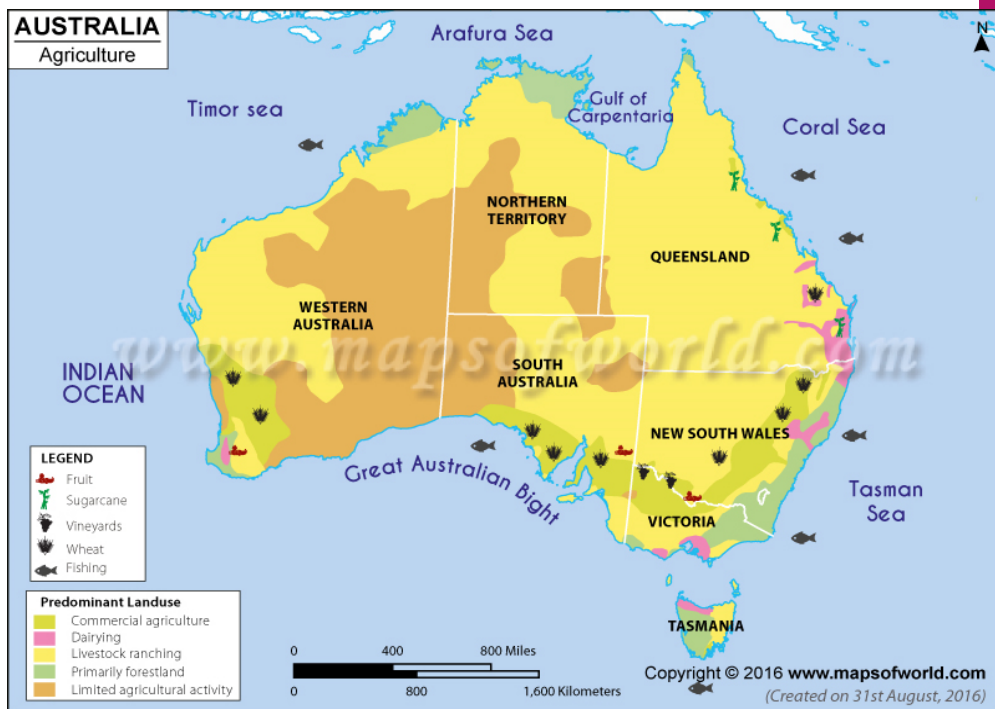 AUSTRALIA
Agriculture
Arafura Sea
N
Timor sea
Gulf of
Carpentaria
Coral Sea
NORTHERN
TERRITORY
QUEENSLAND
WESTERN
AUSTRALIA
www.mapsofworld.com
INDIAN
OCEAN
SOUTH
AUSTRALIA
NEW SOUTH WALES
Great Australian Bight
Tasman
Sea
VICTORIA
TASMANIA
LEGEND
Fruit
Sugarcane
Vineyards
Wheat
Fishing
Predominant Landuse
Commercial agriculture
Dairying
Livestock ranching
Primarily forestland
Limited agricultural activity
0 400 800 Miles
0 800 1,600 Kilometers
Copyright © 2016 www.mapsofworld.com
(Created on 31st August, 2016)